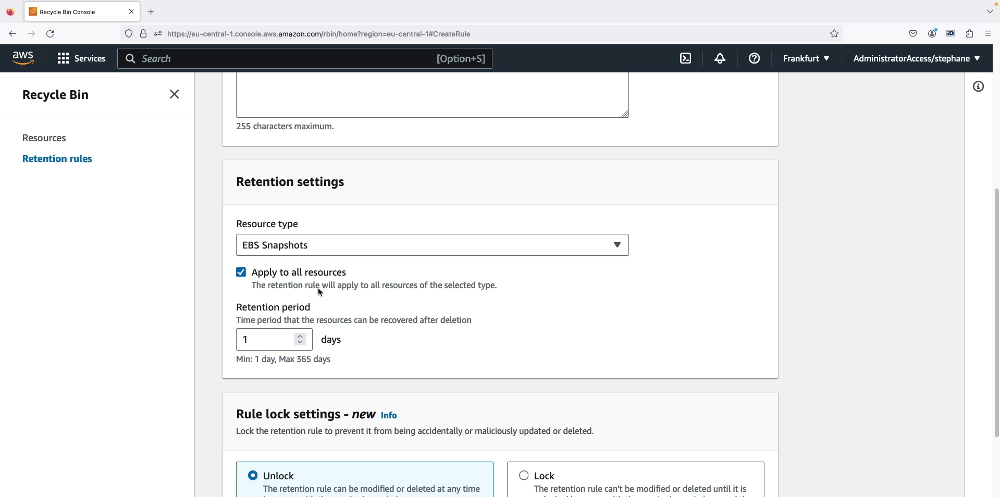 Recycle Bin Console
https://eu-central-1.console.aws.amazon.com/rbin/home?region=eu-central-1#CreateRule
aws
Services
Search
[Option+S]
Frankfurt
AdministratorAccess/stephane
Recycle Bin
Resources
Retention rules
255 characters maximum.
Retention settings
Resource type
EBS Snapshots
Apply to all resources
The retention rule will apply to all resources of the selected type.
Retention period
Time period that the resources can be recovered after deletion
1 days
Min: 1 day, Max 365 days
Rule lock settings - new Info
Lock the retention rule to prevent it from being accidentally or maliciously updated or deleted.
Unlock
The retention rule can be modified or deleted at any time
Lock
The retention rule can't be modified or deleted until it is